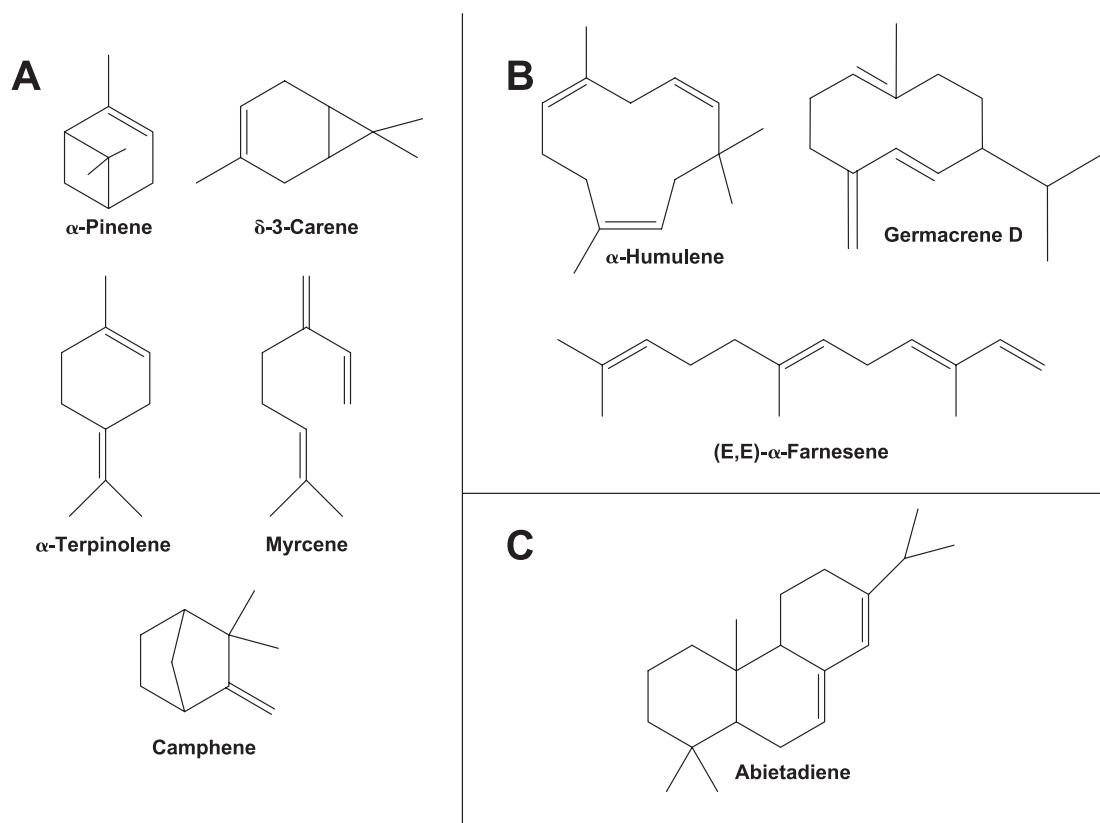 A
α-Pinene
δ-3-Carene
α-Terpinolene
Myrcene
Camphene
B
α-Humulene
Germacrene D
(E,E)-α-Farnesene
C
Abietadiene